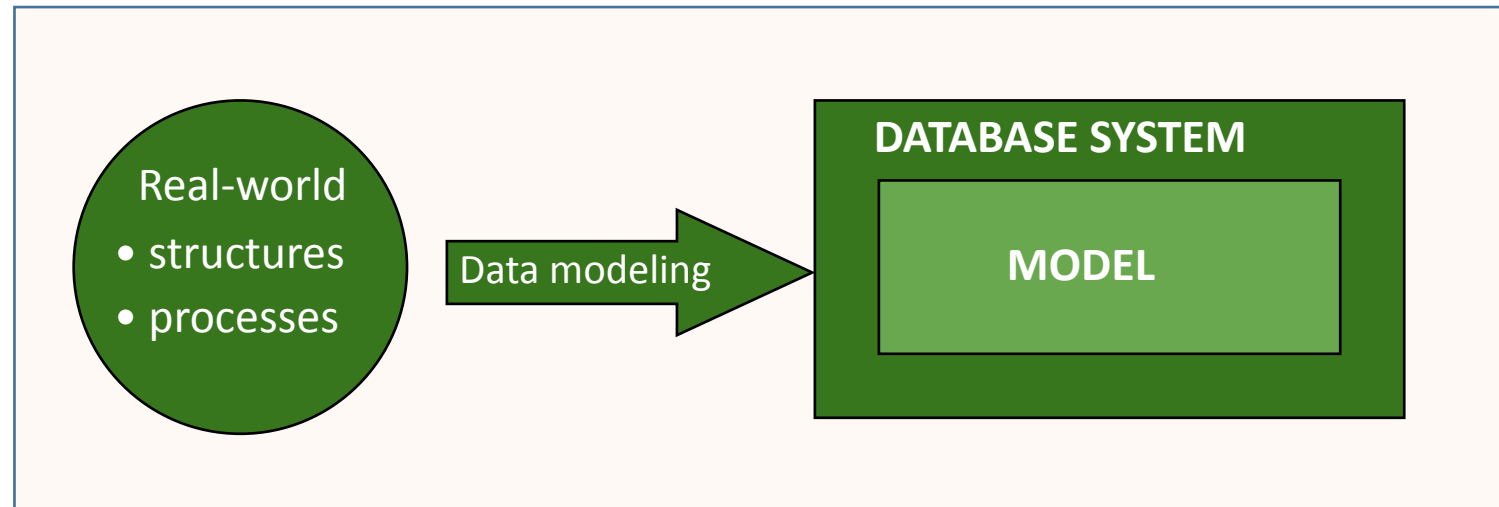 Real-world
• structures
• processes
Data modeling
DATABASE SYSTEM
MODEL